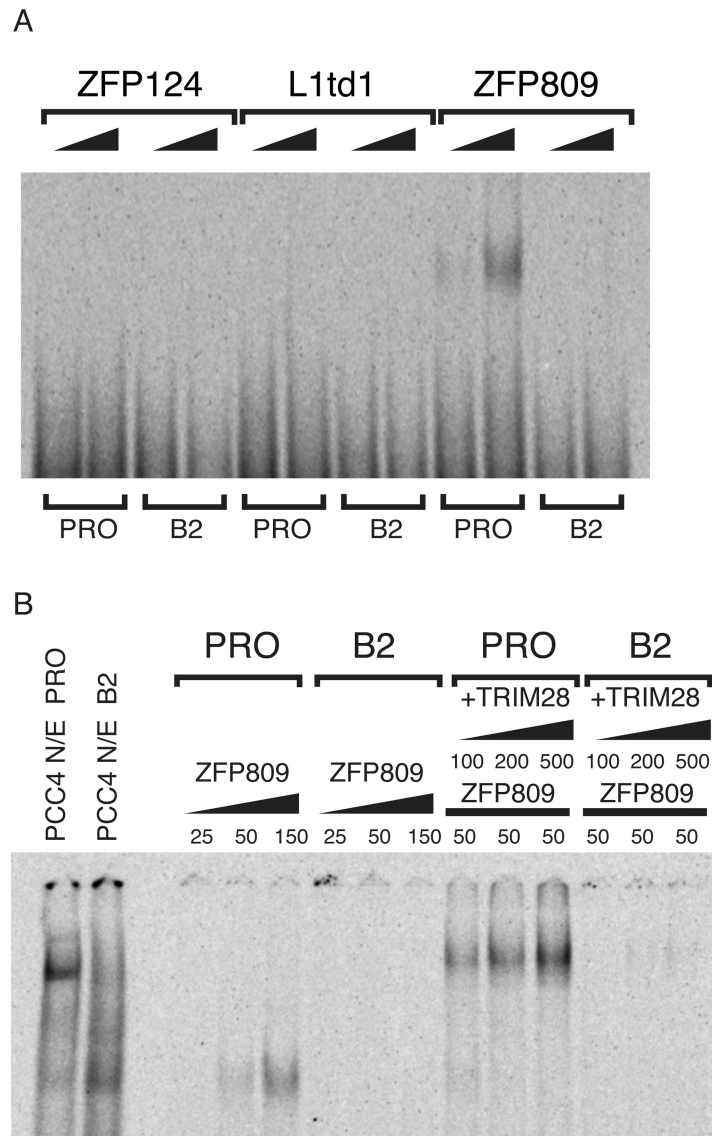 A
ZFP124 L1td1 ZFP809
PRO B2 PRO B2 PRO B2
B
PCC4 N/E PRO
PCC4 N/E B2
PRO B2 PRO B2
+TRIM28 +TRIM28
100 200 500 100 200 500
ZFP809 ZFP809 ZFP809 ZFP809
25 50 150 25 50 150 50 50 50 50 50 50